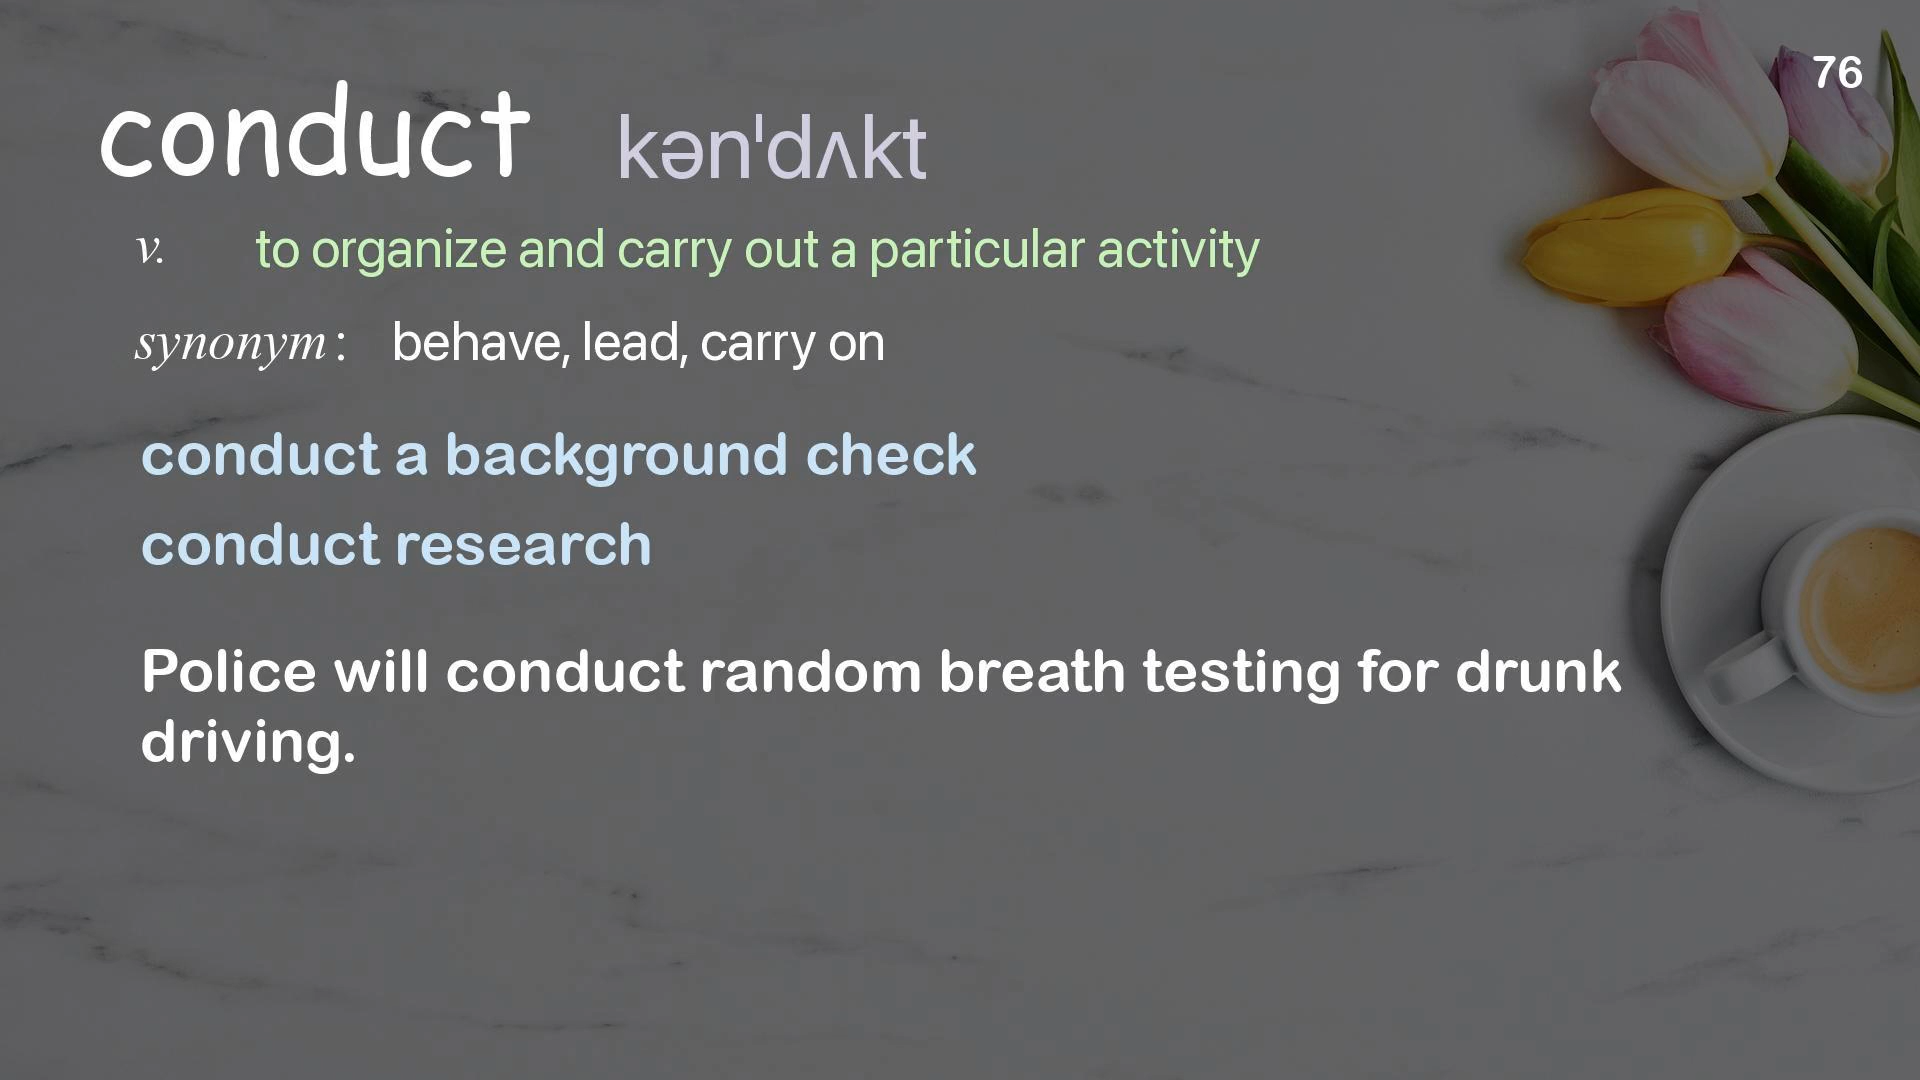 76
conduct kənˈdʌkt
v. to organize and carry out a particular activity
synonym: behave, lead, carry on
conduct a background check
conduct research
Police will conduct random breath testing for drunk
driving.